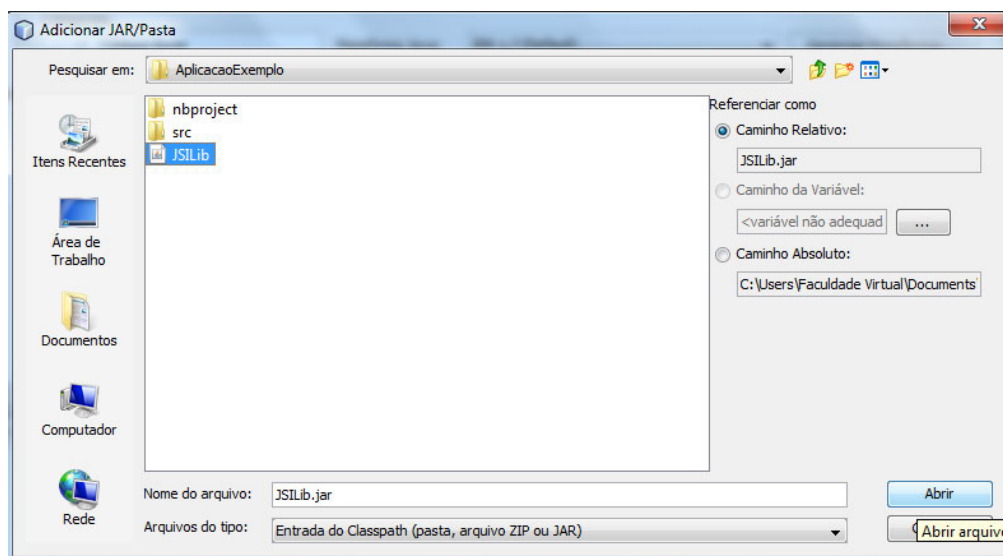 Adicionar JAR/Pasta
Pesquisar em: AplicacaoExemplo
nbproject
src
JSILib
Itens Recentes
Área de
Trabalho
Documentos
Computador
Rede
Referenciar como
Caminho Relativo:
JSILib.jar
Caminho da Variável:
<variável não adequad ...
Caminho Absoluto:
C:\Users\Faculdade Virtual\Documents
Nome do arquivo: JSILib.jar Abrir
Arquivos do tipo: Entrada do Classpath (pasta, arquivo ZIP ou JAR) Abrir arquivo